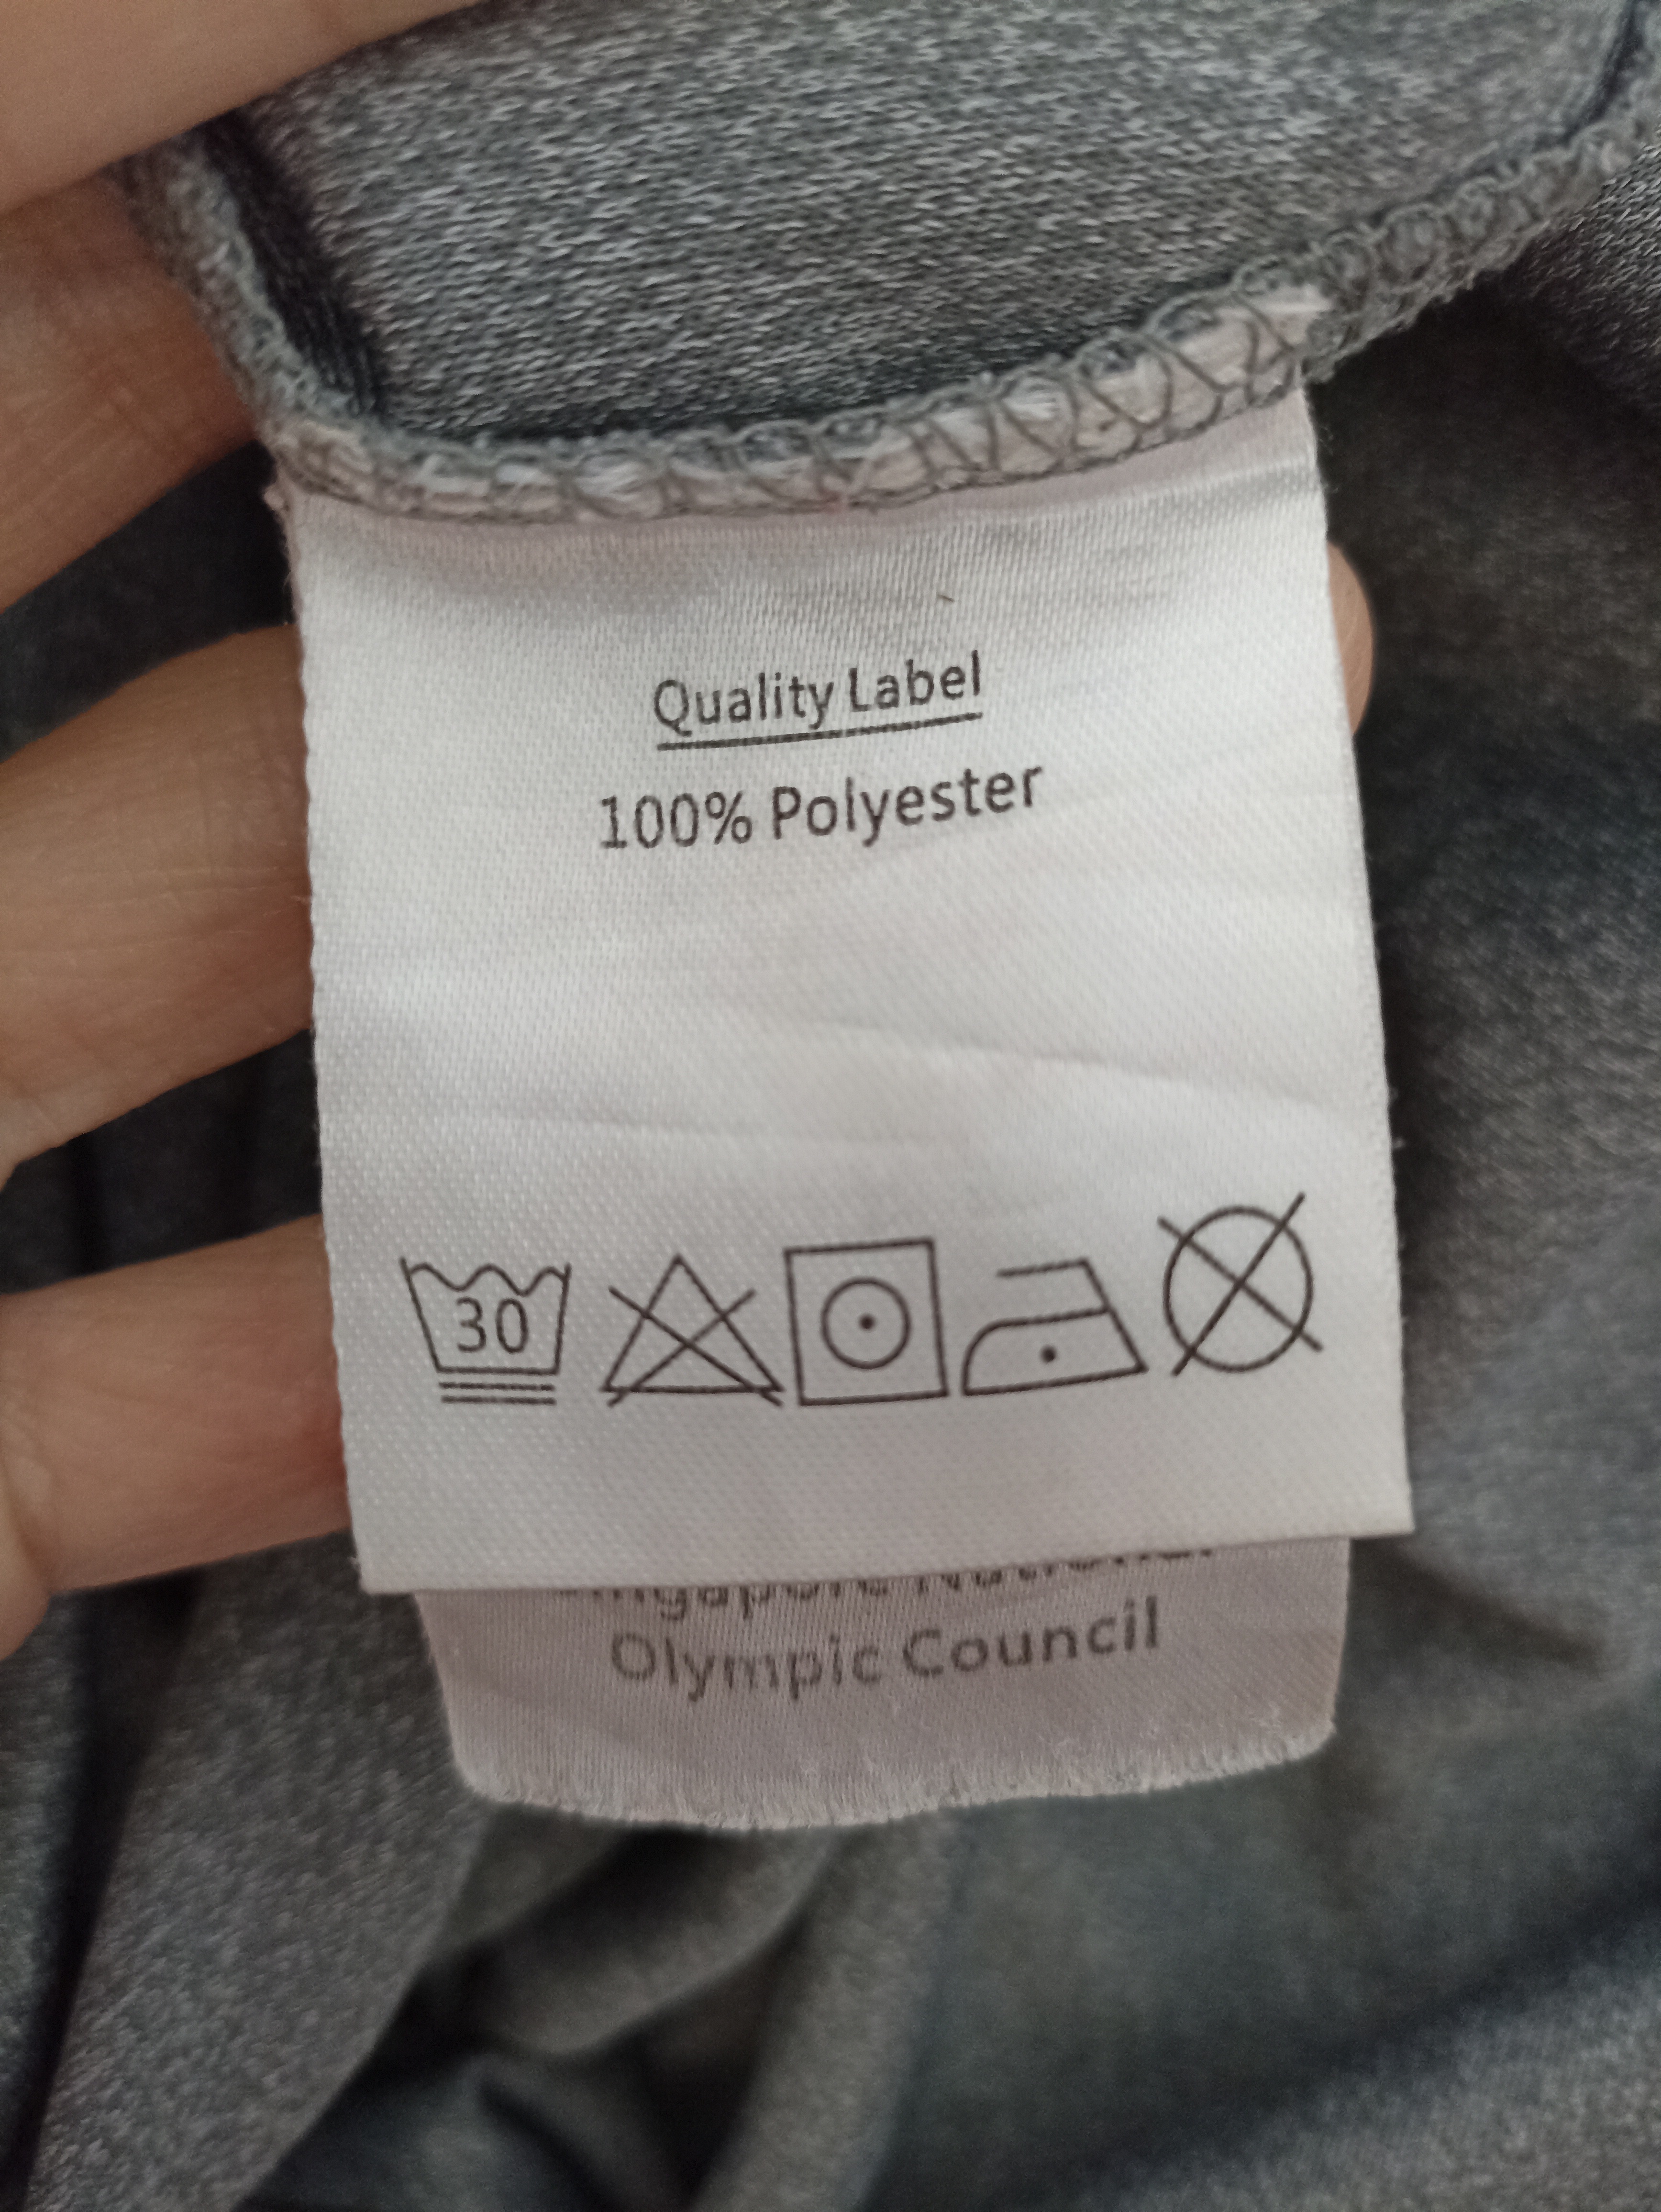 Quality Label
100% Polyester
30
Olympic Council